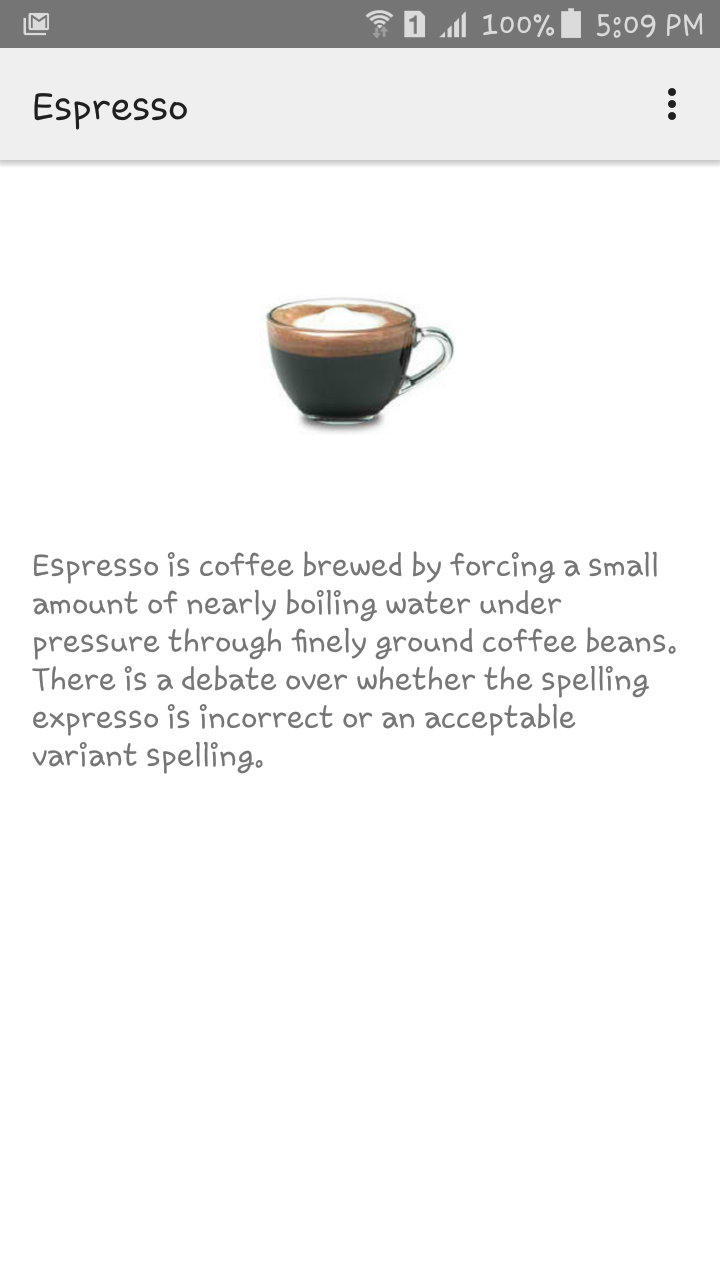 1 100% 5:09 PM
Espresso
Espresso is coffee brewed by forcing a small
amount of nearly boiling water under
pressure through finely ground coffee beans.
There is a debate over whether the spelling
expresso is incorrect or an acceptable
variant spelling.